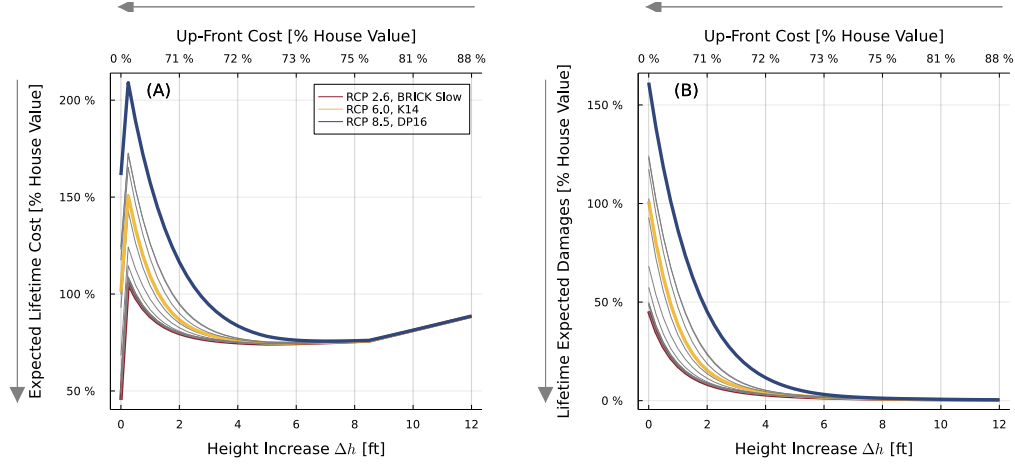 Up-Front Cost [% House Value]
0 % 71 % 72 % 73 % 75 % 81 % 88 %
Expected Lifetime Cost [% House Value]
200 %
150 %
100 %
50 %
(A)
RCP 2.6, BRICK Slow
RCP 6.0, K14
RCP 8.5, DP16
0 2 4 6 8 10 12
Height Increase Δh [ft]
Up-Front Cost [% House Value]
0 % 71 % 72 % 73 % 75 % 81 % 88 %
Lifetime Expected Damages [% House Value]
150 %
100 %
50 %
0 %
(B)
0 2 4 6 8 10 12
Height Increase Δh [ft]